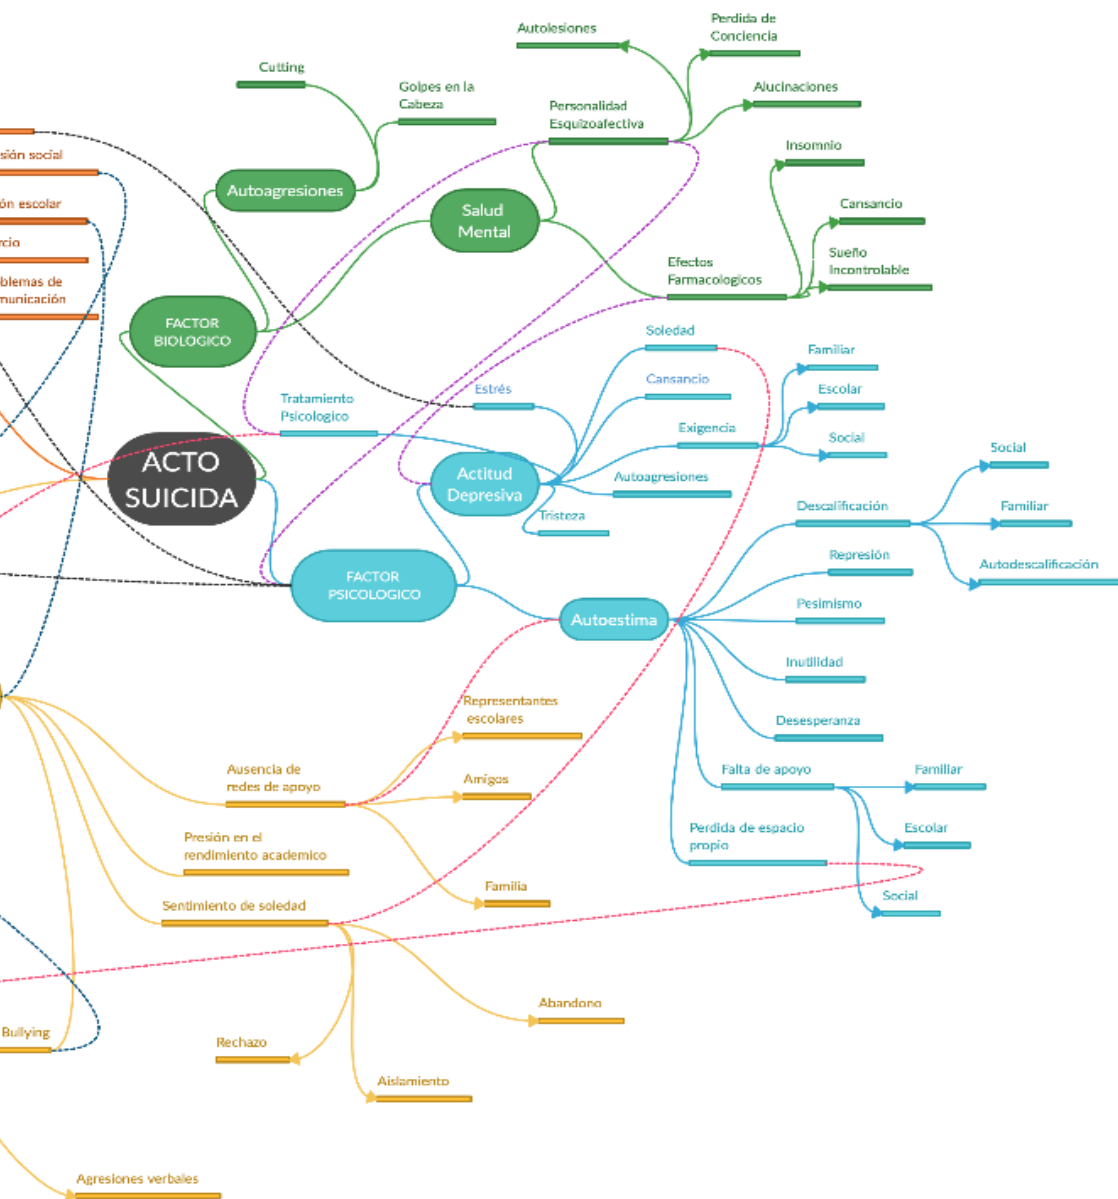 Perdida de
Conciencia
Autolesiones
Cutting
Golpes en la
Cabeza
Alucinaciones
Personalidad
Esquizoafectiva
Insomnio
sión social
Autoagresiones
Salud
Mental
Cansancio
ón escolar
rcio
Sueño
Incontrolable
Efectos
Farmacologicos
blemas de
municación
FACTOR
BIOLOGICO
Soledad
Familiar
Estrés
Cansancio
Escolar
Tratamiento
Psicologico
Exigencia
Social
ACTO
SUICIDA
Actitud
Depresiva
Autoagresiones
Social
Tristeza
Descalificación
Familiar
Represión
Autodescalificación
FACTOR
PSICOLOGICO
Pesimismo
Autoestima
Inutilidad
Representantes
escolares
Desesperanza
Ausencia de
redes de apoyo
Amigos
Falta de apoyo
Familiar
Presión en el
rendimiento academico
Perdida de espacio
propio
Escolar
Familia
Social
Sentimiento de soledad
Abandono
Bullying
Rechazo
Aislamiento
Agresiones verbales